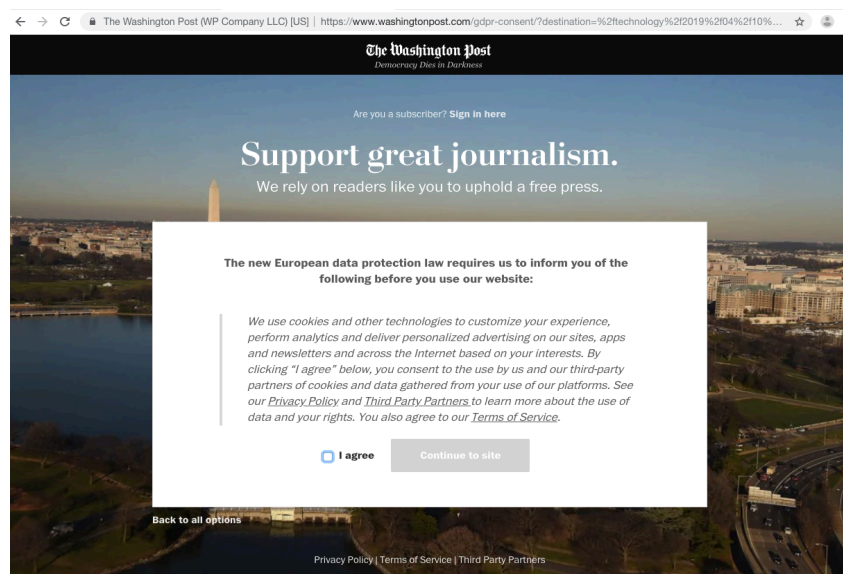 The Washington Post (WP Company LLC) [US] | https://www.washingtonpost.com/gdpr-consent/?destination=%2ftechnology%2f2019%2f04%2f10%...
The Washington Post
Democracy Dies in Darkness
Are you a subscriber? Sign in here
Support great journalism.
We rely on readers like you to uphold a free press.
The new European data protection law requires us to inform you of the
following before you use our website:
We use cookies and other technologies to customize your experience,
perform analytics and deliver personalized advertising on our sites, apps
and newsletters and across the Internet based on your interests. By
clicking “I agree” below, you consent to the use by us and our third-party
partners of cookies and data gathered from your use of our platforms. See
our Privacy Policy and Third Party Partners to learn more about the use of
data and your rights. You also agree to our Terms of Service.
I agree Continue to site
Back to all options
Privacy Policy | Terms of Service | Third Party Partners